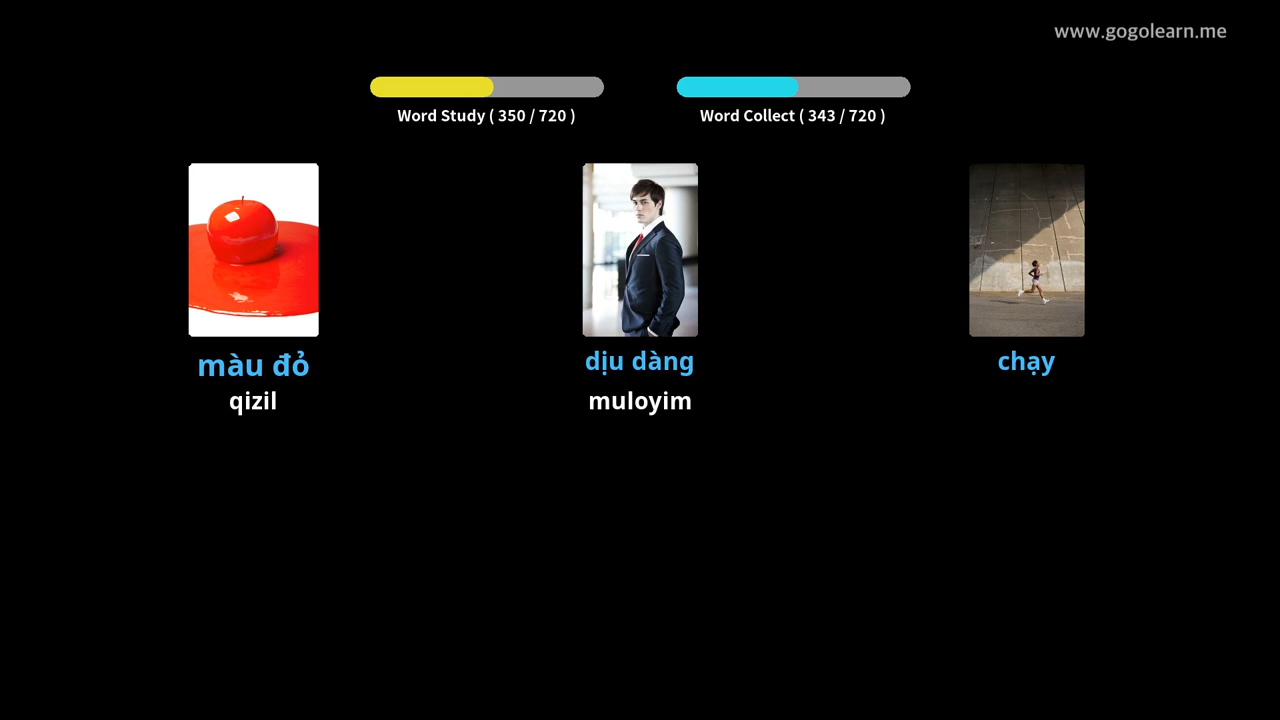 www.gogolearn.me
Word Study ( 350 / 720 )
Word Collect ( 343 / 720 )
màu đỏ
qizil
dịu dàng
muloyim
chạy